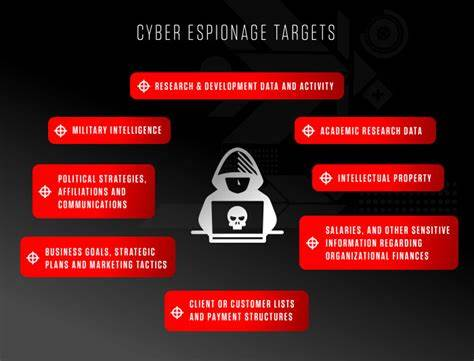 CYBER ESPIONAGE TARGETS
RESEARCH & DEVELOPMENT DATA AND ACTIVITY
MILITARY INTELLIGENCE
ACADEMIC RESEARCH DATA
POLITICAL STRATEGIES,
AFFILIATIONS AND
COMMUNICATIONS
INTELLECTUAL PROPERTY
BUSINESS GOALS, STRATEGIC
PLANS AND MARKETING TACTICS
SALARIES, AND OTHER SENSITIVE
INFORMATION REGARDING
ORGANIZATIONAL FINANCES
CLIENT OR CUSTOMER LISTS
AND PAYMENT STRUCTURES